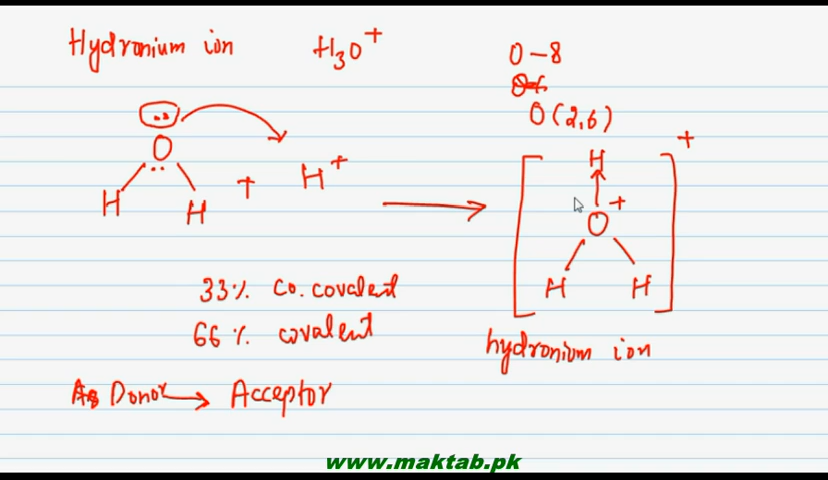 Hydronium ion H₃O⁺
O – 8
O (2,6)
O
H H + H⁺
H
O⁺
H H
+
hydronium ion
33% Co. covalent
66% covalent
Donor → Acceptor
www.maktab.pk